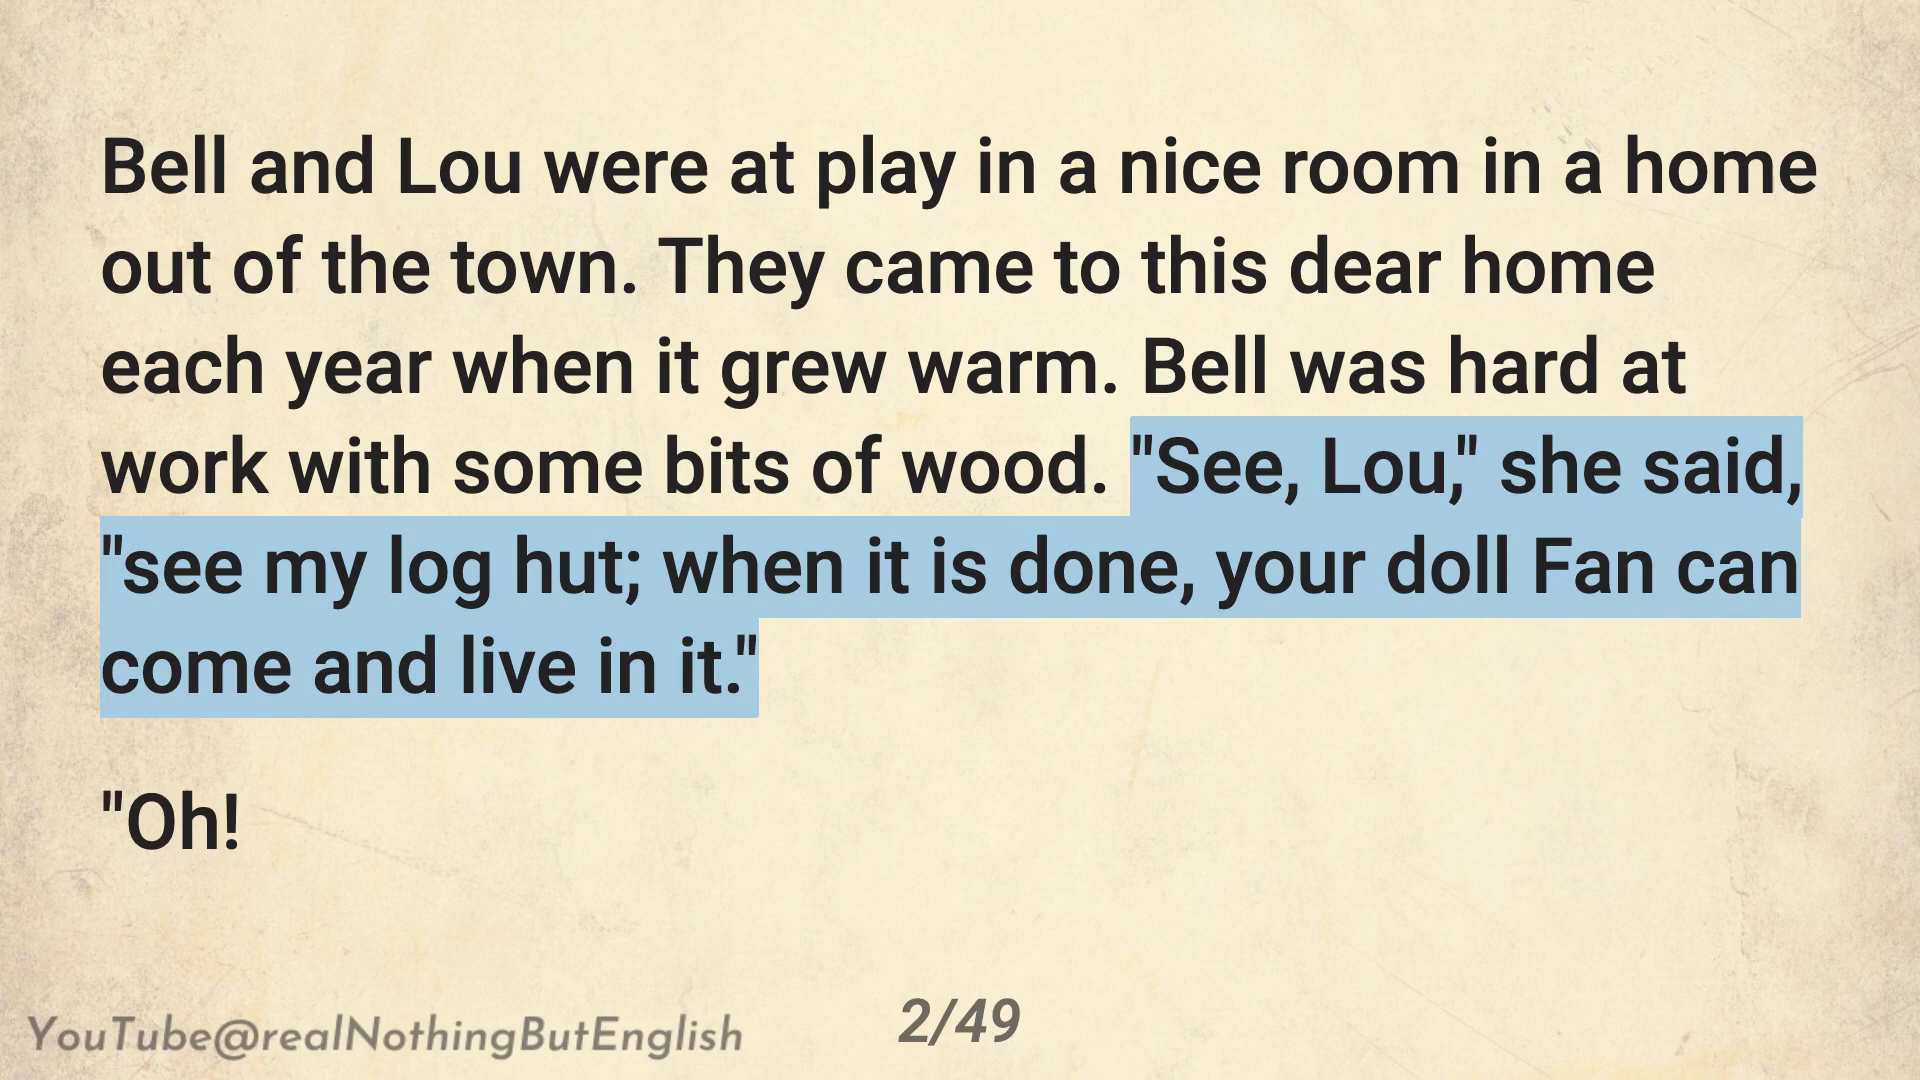 Bell and Lou were at play in a nice room in a home
out of the town. They came to this dear home
each year when it grew warm. Bell was hard at
work with some bits of wood. "See, Lou," she said,
"see my log hut; when it is done, your doll Fan can
come and live in it."
"Oh!
YouTube@realNothingButEnglish
2/49